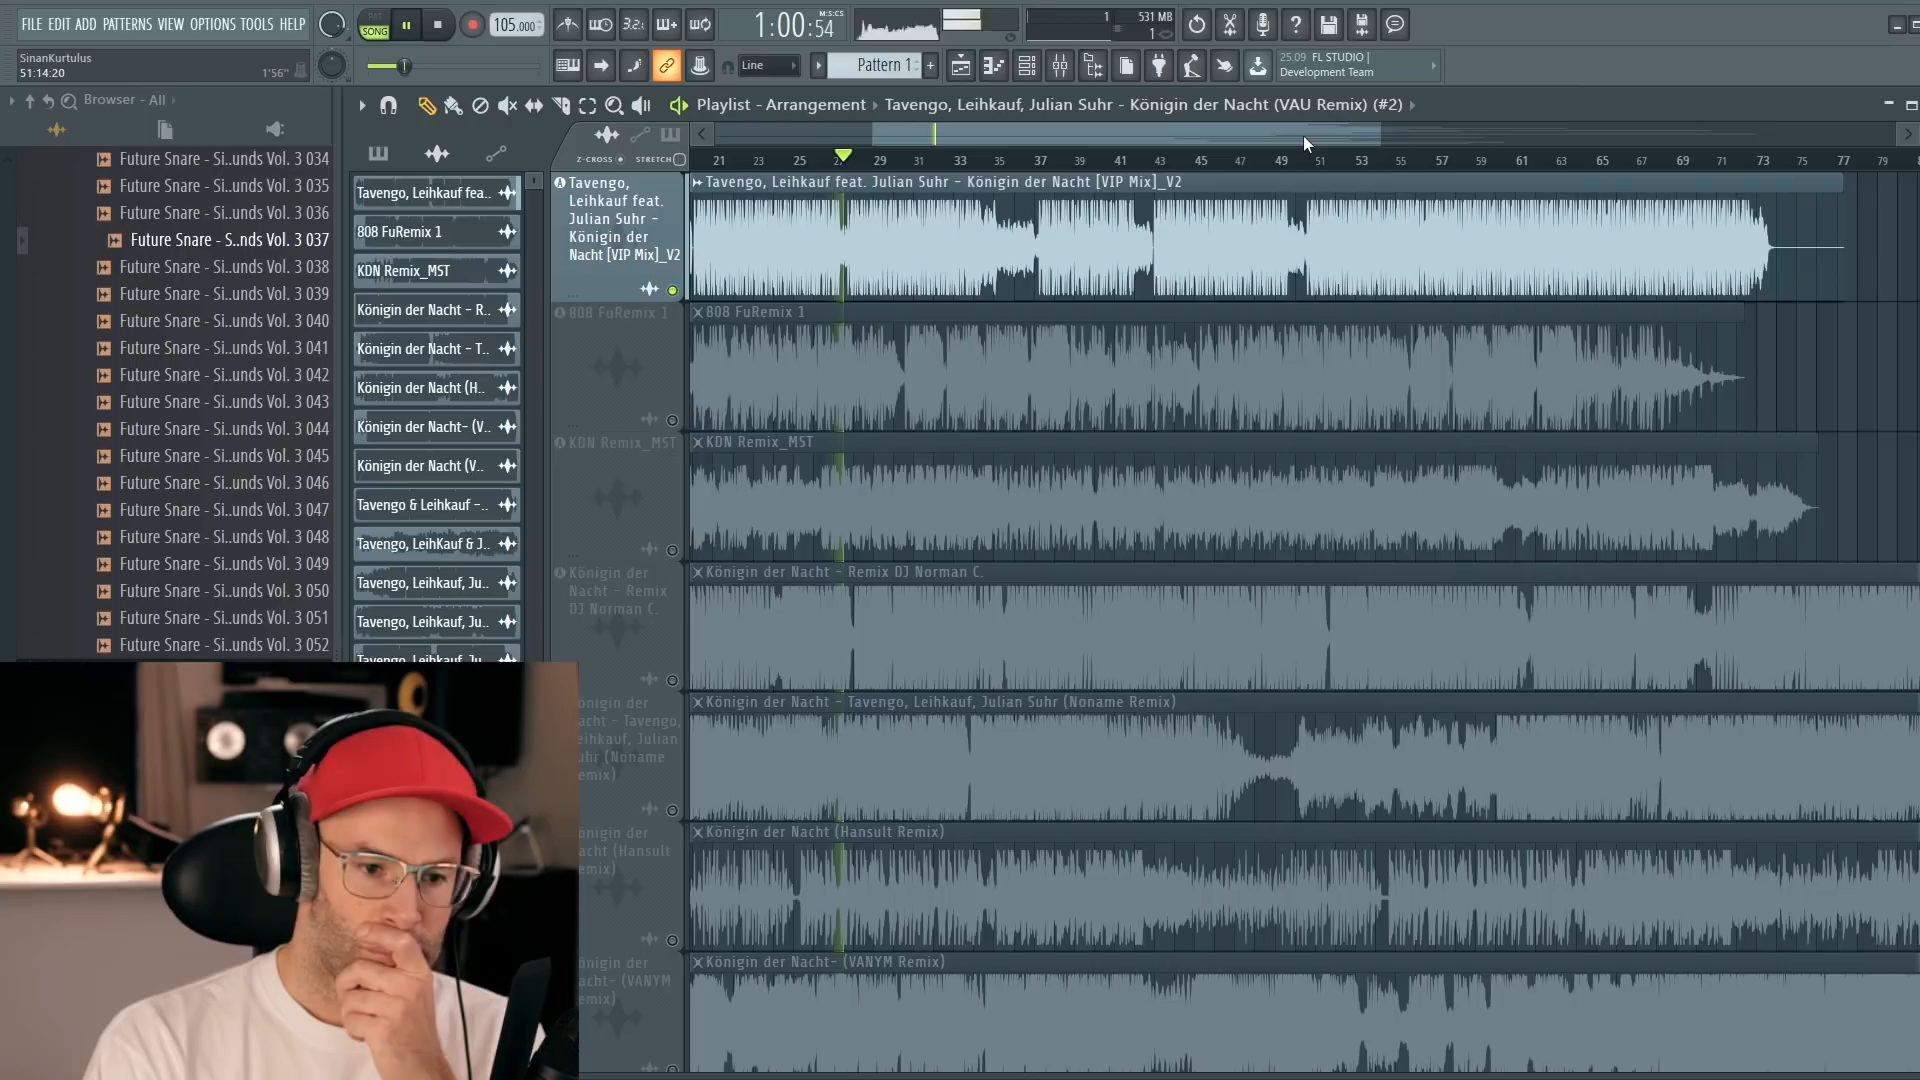 FILE EDIT ADD PATTERNS VIEW OPTIONS TOOLS HELP
SONG
105.000
3.2.
1:00:54
M:S:CS
1
531 MB
1
SinanKurtulus
51:14:20
1'56"
Line
Pattern 1
+
25.09 FL STUDIO |
Development Team
Browser - All
Playlist - Arrangement
Tavengo, Leihkauf, Julian Suhr - Königin der Nacht (VAU Remix) (#2)
Z-CROSS
STRETCH
21 23 25 27 29 31 33 35 37 39 41 43 45 47 49 51 53 55 57 59 61 63 65 67 69 71 73 75 77 79
Future Snare - Si..unds Vol. 3 034
Future Snare - Si..unds Vol. 3 035
Future Snare - Si..unds Vol. 3 036
Future Snare - S..nds Vol. 3 037
Future Snare - Si..unds Vol. 3 038
Future Snare - Si..unds Vol. 3 039
Future Snare - Si..unds Vol. 3 040
Future Snare - Si..unds Vol. 3 041
Future Snare - Si..unds Vol. 3 042
Future Snare - Si..unds Vol. 3 043
Future Snare - Si..unds Vol. 3 044
Future Snare - Si..unds Vol. 3 045
Future Snare - Si..unds Vol. 3 046
Future Snare - Si..unds Vol. 3 047
Future Snare - Si..unds Vol. 3 048
Future Snare - Si..unds Vol. 3 049
Future Snare - Si..unds Vol. 3 050
Future Snare - Si..unds Vol. 3 051
Future Snare - Si..unds Vol. 3 052
Tavengo, Leihkauf fea..
808 FuRemix 1
KDN Remix_MST
Königin der Nacht - R..
Königin der Nacht - T..
Königin der Nacht (H..
Königin der Nacht- (V..
Königin der Nacht (V..
Tavengo & Leihkauf -..
Tavengo, LeihKauf & J..
Tavengo, Leihkauf, Ju..
Tavengo, Leihkauf, Ju..
Tavengo, Leihkauf, Ju..
Tavengo,
Leihkauf feat.
Julian Suhr -
Königin der
Nacht [VIP Mix]_V2
Tavengo, Leihkauf feat. Julian Suhr - Königin der Nacht [VIP Mix]_V2
808 FuRemix 1
808 FuRemix 1
KDN Remix_MST
KDN Remix_MST
Königin der
Nacht - Remix
DJ Norman C.
Königin der Nacht - Remix DJ Norman C.
önigin der
acht - Tavengo,
eihkauf, Julian
uhr (Noname
emix)
Königin der Nacht - Tavengo, Leihkauf, Julian Suhr (Noname Remix)
önigin der
acht (Hansult
emix)
Königin der Nacht (Hansult Remix)
önigin der
acht- (VANYM
emix)
Königin der Nacht- (VANYM Remix)